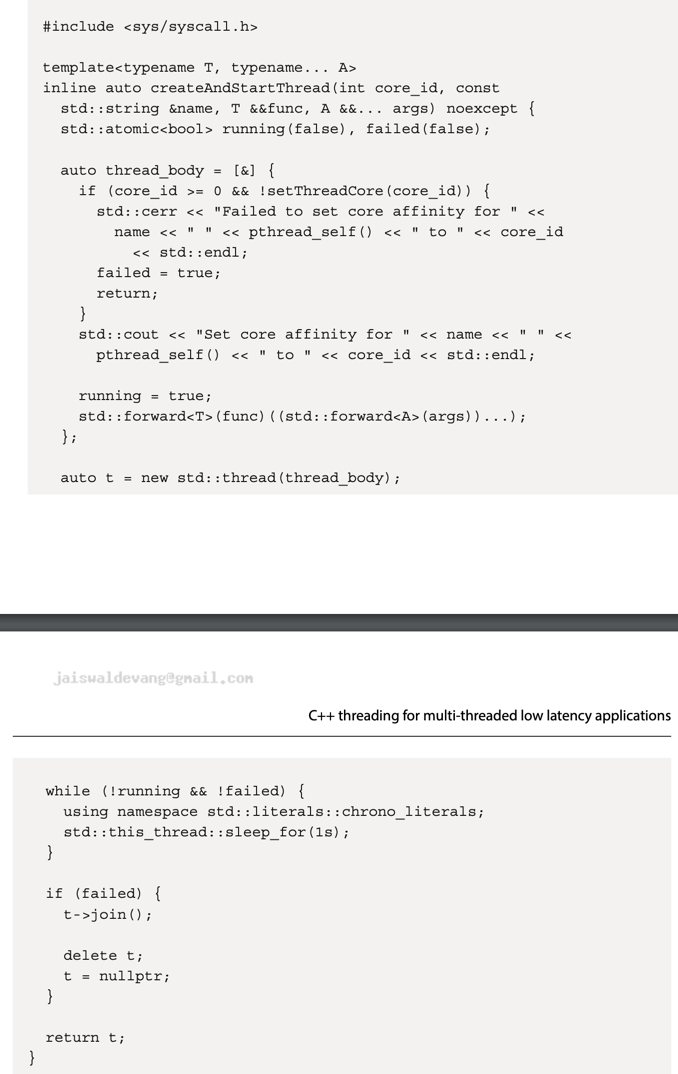 #include <sys/syscall.h>
template<typename T, typename... A>
inline auto createAndStartThread(int core_id, const
std::string &name, T &&func, A &&... args) noexcept {
std::atomic<bool> running(false), failed(false);
auto thread_body = [&] {
if (core_id >= 0 && !setThreadCore(core_id)) {
std::cerr << "Failed to set core affinity for " <<
name << " " << pthread_self() << " to " << core_id
<< std::endl;
failed = true;
return;
}
std::cout << "Set core affinity for " << name << " " <<
pthread_self() << " to " << core_id << std::endl;
running = true;
std::forward<T>(func)((std::forward<A>(args))...);
};
auto t = new std::thread(thread_body);
jaiswaldevang@gmail.com
C++ threading for multi-threaded low latency applications
while (!running && !failed) {
using namespace std::literals::chrono_literals;
std::this_thread::sleep_for(1s);
}
if (failed) {
t->join();
delete t;
t = nullptr;
}
return t;
}